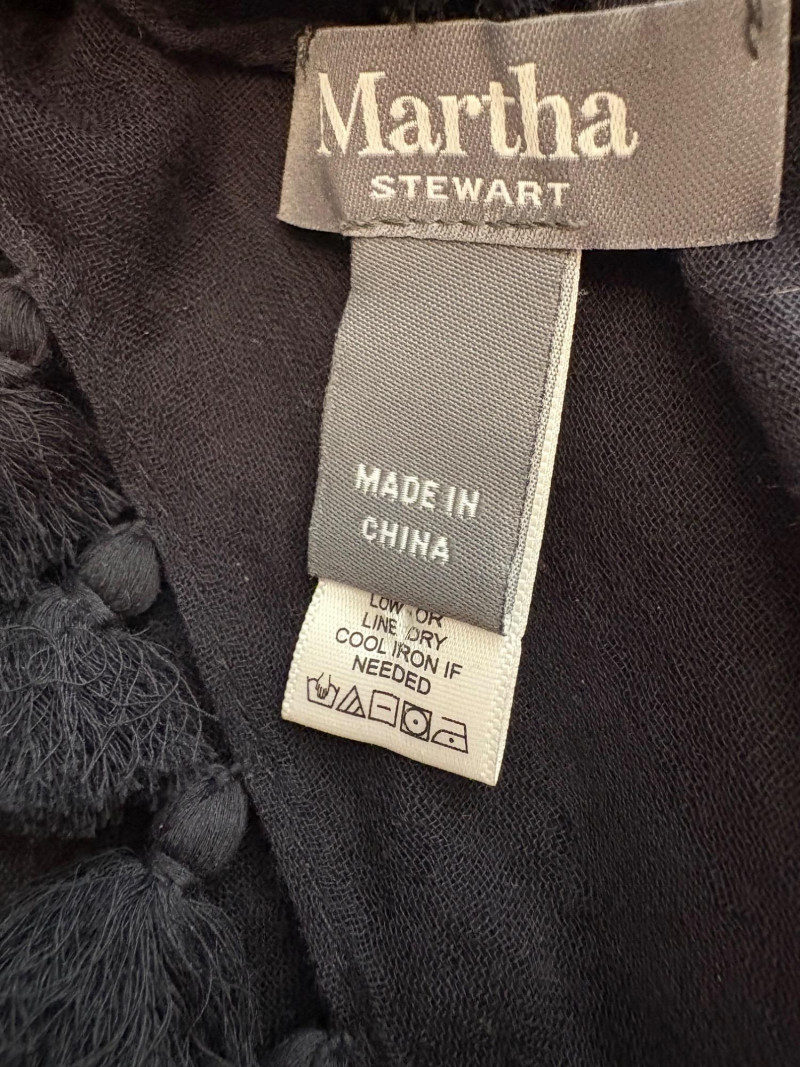 Martha
STEWART
MADE IN
CHINA
LOW OR
LINE DRY
COOL IRON IF
NEEDED